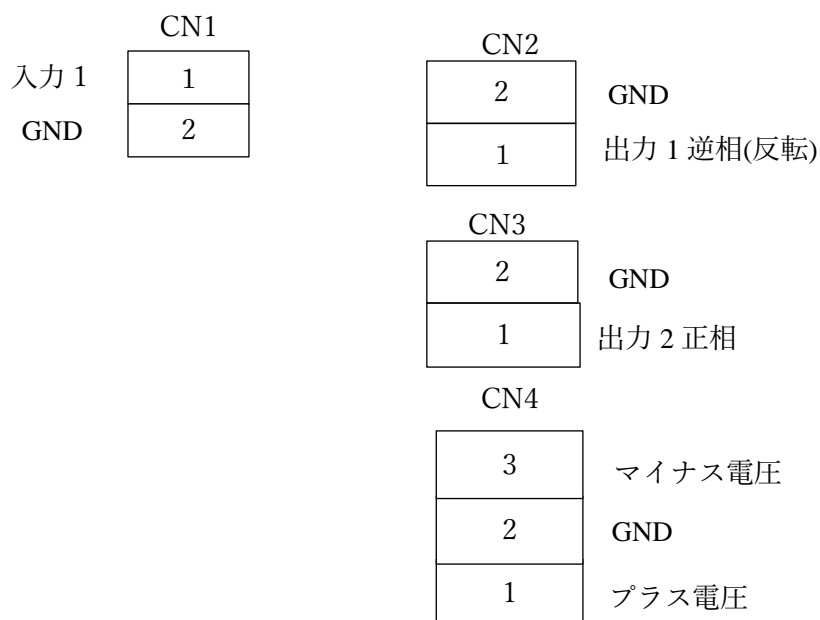 CN1
入力 1 1
GND 2
CN2
2 GND
1 出力 1 逆相(反転)
CN3
2 GND
1 出力 2 正相
CN4
3 マイナス電圧
2 GND
1 プラス電圧